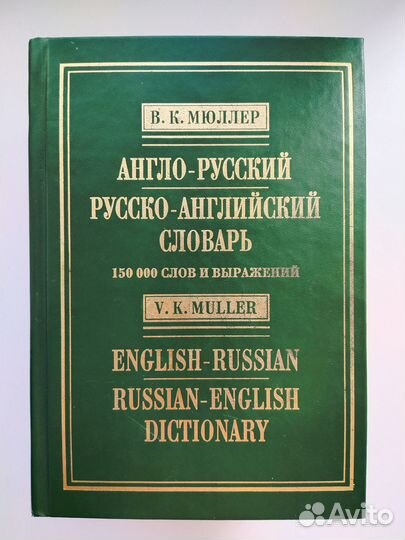 В. К. МЮЛЛЕР
АНГЛО-РУССКИЙ
РУССКО-АНГЛИЙСКИЙ
СЛОВАРЬ
150 000 СЛОВ И ВЫРАЖЕНИЙ
V. K. MULLER
ENGLISH-RUSSIAN
RUSSIAN-ENGLISH
DICTIONARY
Avito